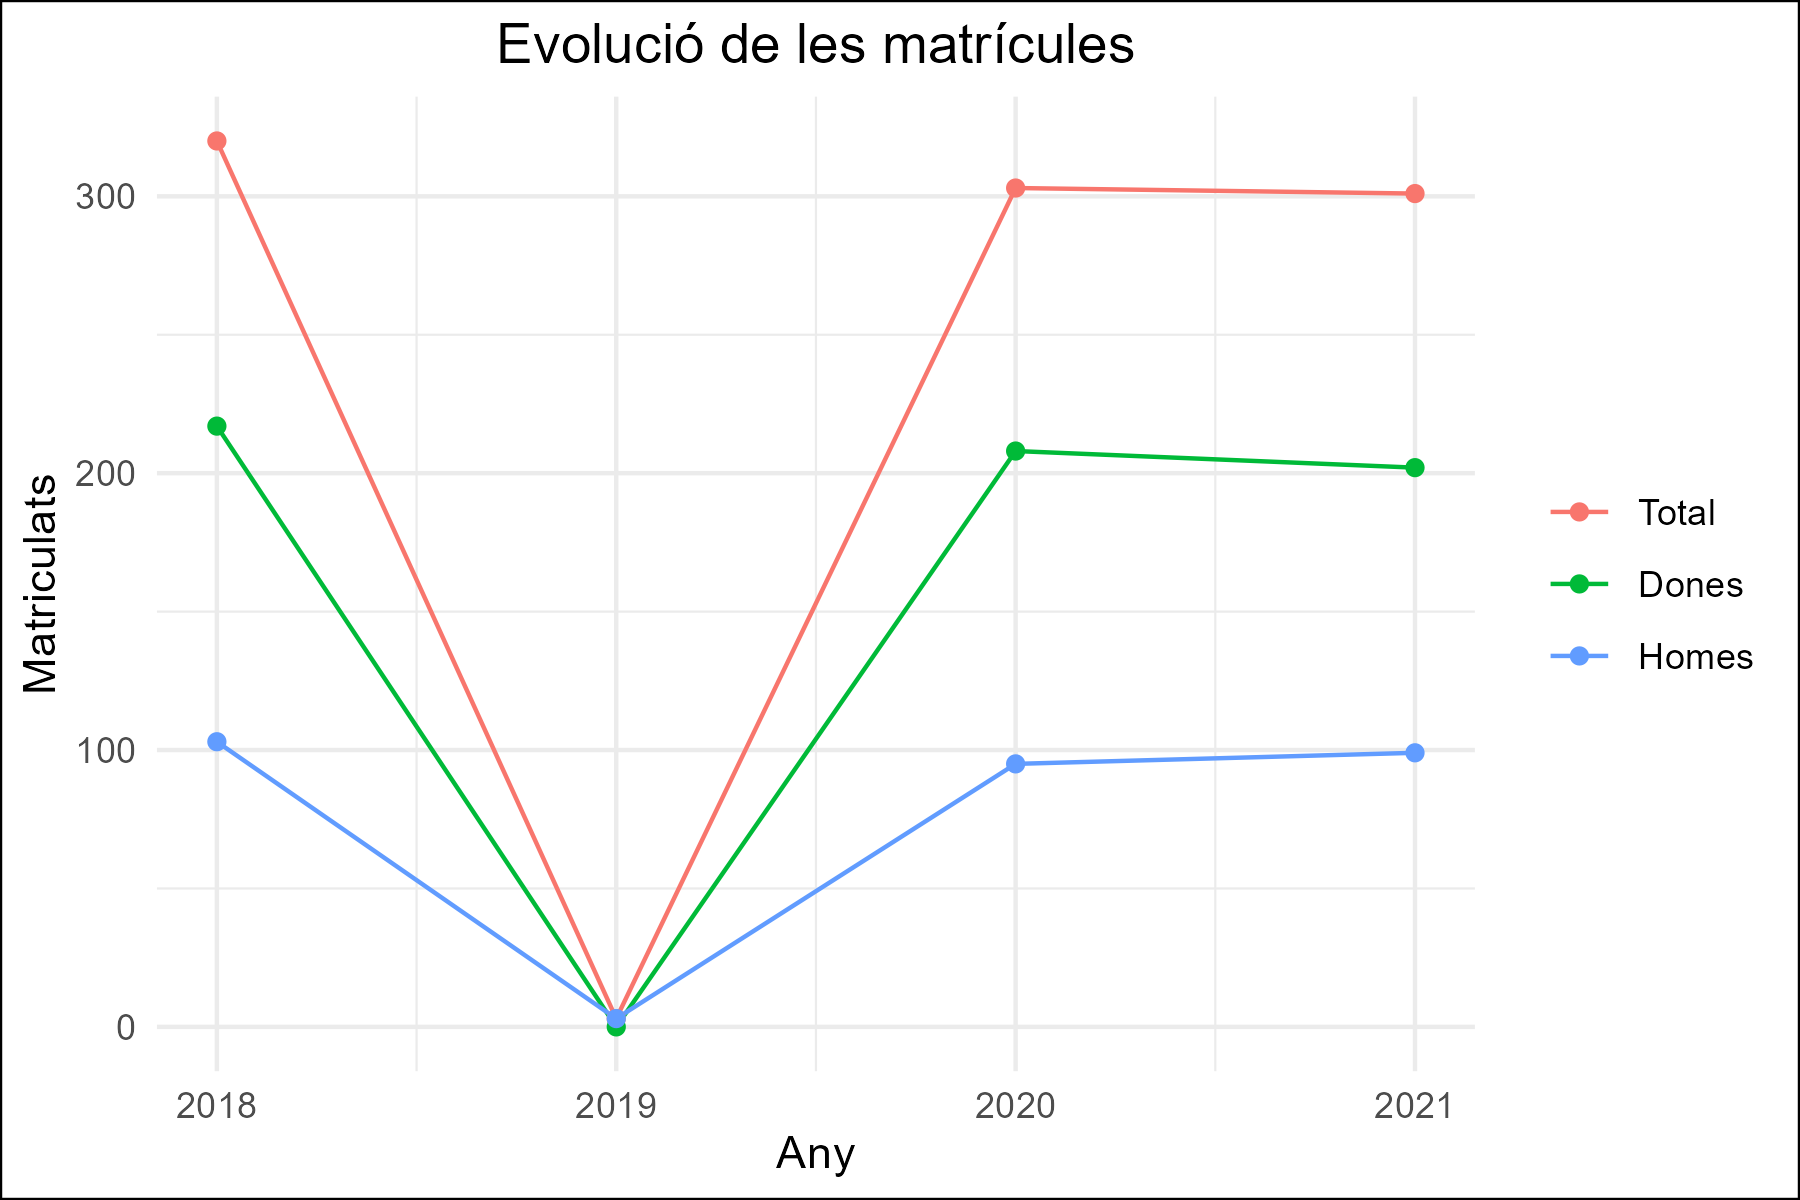 Evolució de les matrícules
Matriculats
300
200
100
0
2018
2019
2020
2021
Any
Total
Dones
Homes